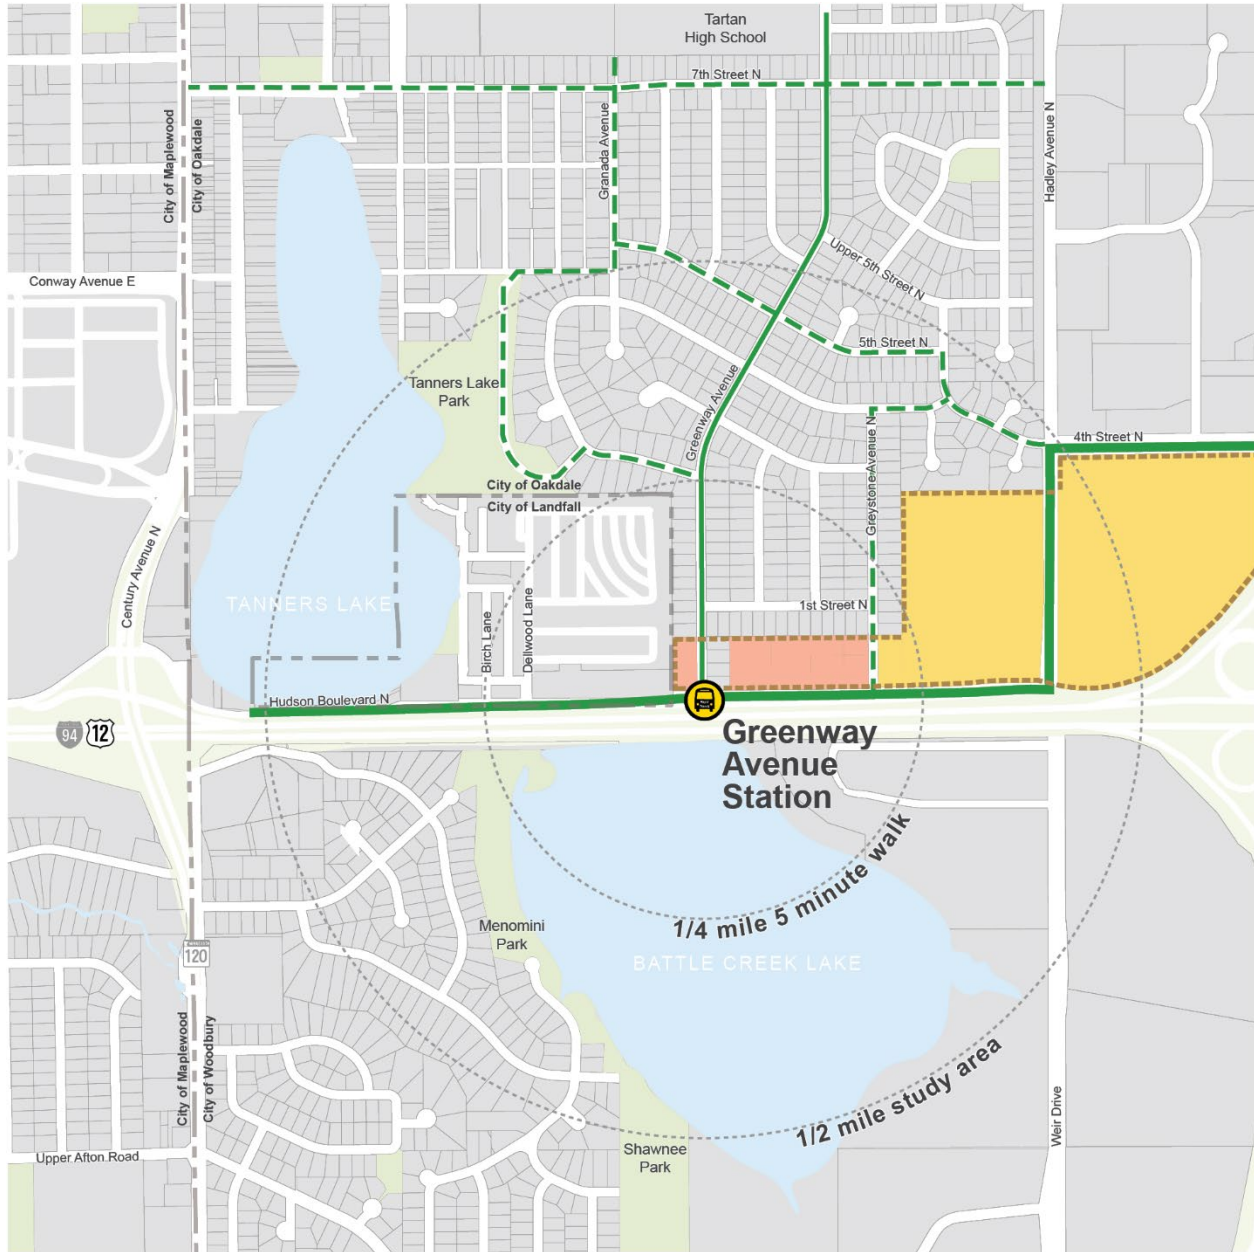 Tartan
High School
7th Street N
City of Maplewood
City of Oakdale
Granada Avenue
Hadley Avenue N
Upper 5th Street N
Conway Avenue E
5th Street N
Tanners Lake
Park
Greenway Avenue
4th Street N
Greystone Avenue N
City of Oakdale
City of Landfall
Century Avenue N
TANNERS LAKE
Birch Lane
Dellwood Lane
1st Street N
Hudson Boulevard N
94
12
Greenway
Avenue
Station
1/4 mile 5 minute walk
Menomini
Park
BATTLE CREEK LAKE
120
City of Maplewood
City of Woodbury
1/2 mile study area
Weir Drive
Upper Afton Road
Shawnee
Park